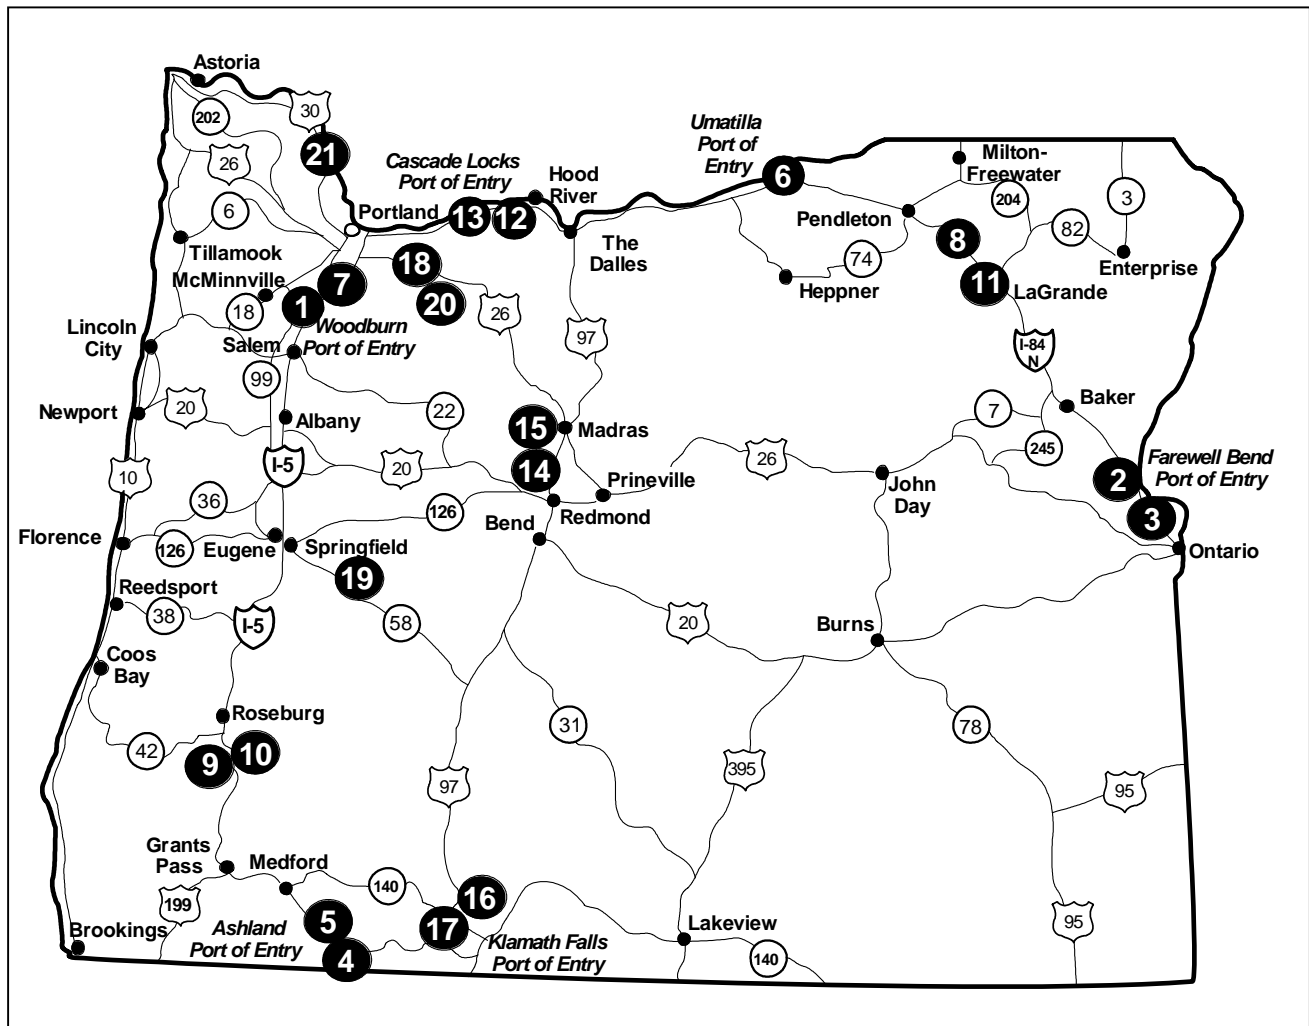 Astoria
30
202
21
26
Cascade Locks
Port of Entry
Hood
River
Umatilla
Port of
Entry
6
Milton-
Freewater
204
3
6
Portland
13
12
The
Dalles
Pendleton
8
82
74
Tillamook
McMinnville
18
7
20
11
Enterprise
Heppner
LaGrande
18
1
Woodburn
Port of Entry
26
97
Lincoln
City
Salem
I-84
N
99
Newport
20
Albany
22
15
Madras
7
Baker
245
I-5
20
14
26
Farewell Bend
Port of Entry
10
2
36
126
Prineville
John
Day
3
Redmond
Bend
Florence
126
Eugene
Springfield
Ontario
19
Reedsport
38
I-5
58
20
Burns
Coos
Bay
Roseburg
31
78
42
9
10
97
395
95
Grants
Pass
Medford
140
16
199
5
17
95
Brookings
Ashland
Port of Entry
4
Klamath Falls
Port of Entry
Lakeview
140